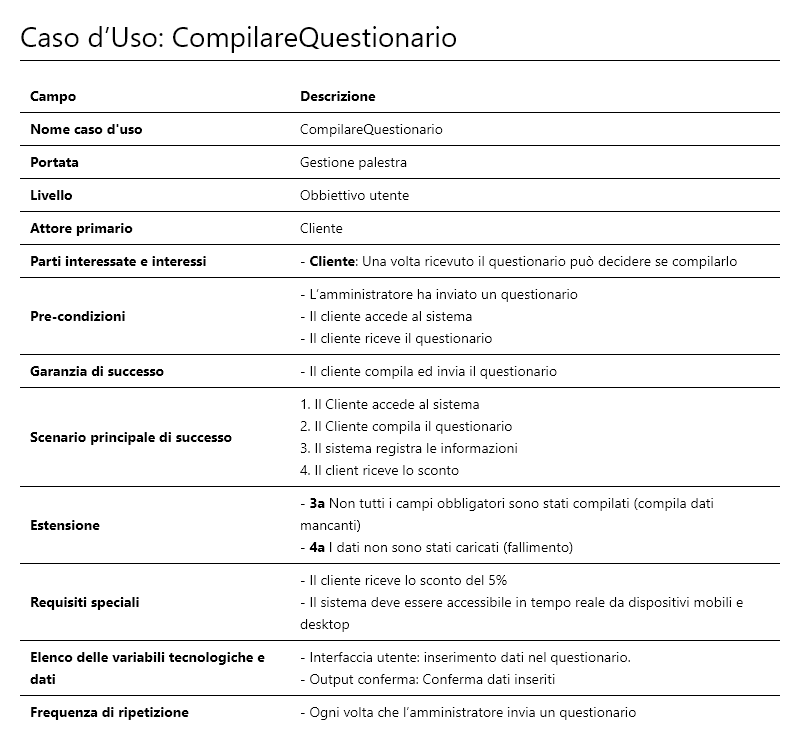 Caso d’Uso: CompilareQuestionario
Campo Descrizione
Nome caso d'uso CompilareQuestionario
Portata Gestione palestra
Livello Obbiettivo utente
Attore primario Cliente
Parti interessate e interessi - Cliente: Una volta ricevuto il questionario può decidere se compilarlo
Pre-condizioni
- L’amministratore ha inviato un questionario
- Il cliente accede al sistema
- Il cliente riceve il questionario
Garanzia di successo - Il cliente compila ed invia il questionario
Scenario principale di successo
1. Il Cliente accede al sistema
2. Il Cliente compila il questionario
3. Il sistema registra le informazioni
4. Il client riceve lo sconto
Estensione
- 3a Non tutti i campi obbligatori sono stati compilati (compila dati
mancanti)
- 4a I dati non sono stati caricati (fallimento)
Requisiti speciali
- Il cliente riceve lo sconto del 5%
- Il sistema deve essere accessibile in tempo reale da dispositivi mobili e
desktop
Elenco delle variabili tecnologiche e
dati
- Interfaccia utente: inserimento dati nel questionario.
- Output conferma: Conferma dati inseriti
Frequenza di ripetizione - Ogni volta che l’amministratore invia un questionario